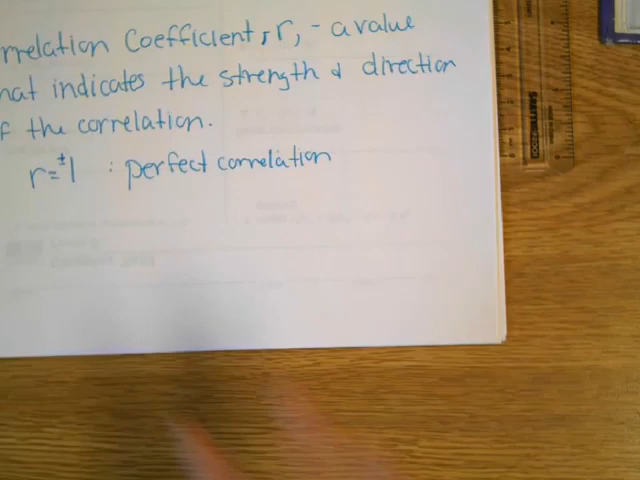 rrelation Coefficient, r, - a value
hat indicates the strength & direction
f the correlation.
r = ±1 : perfect correlation